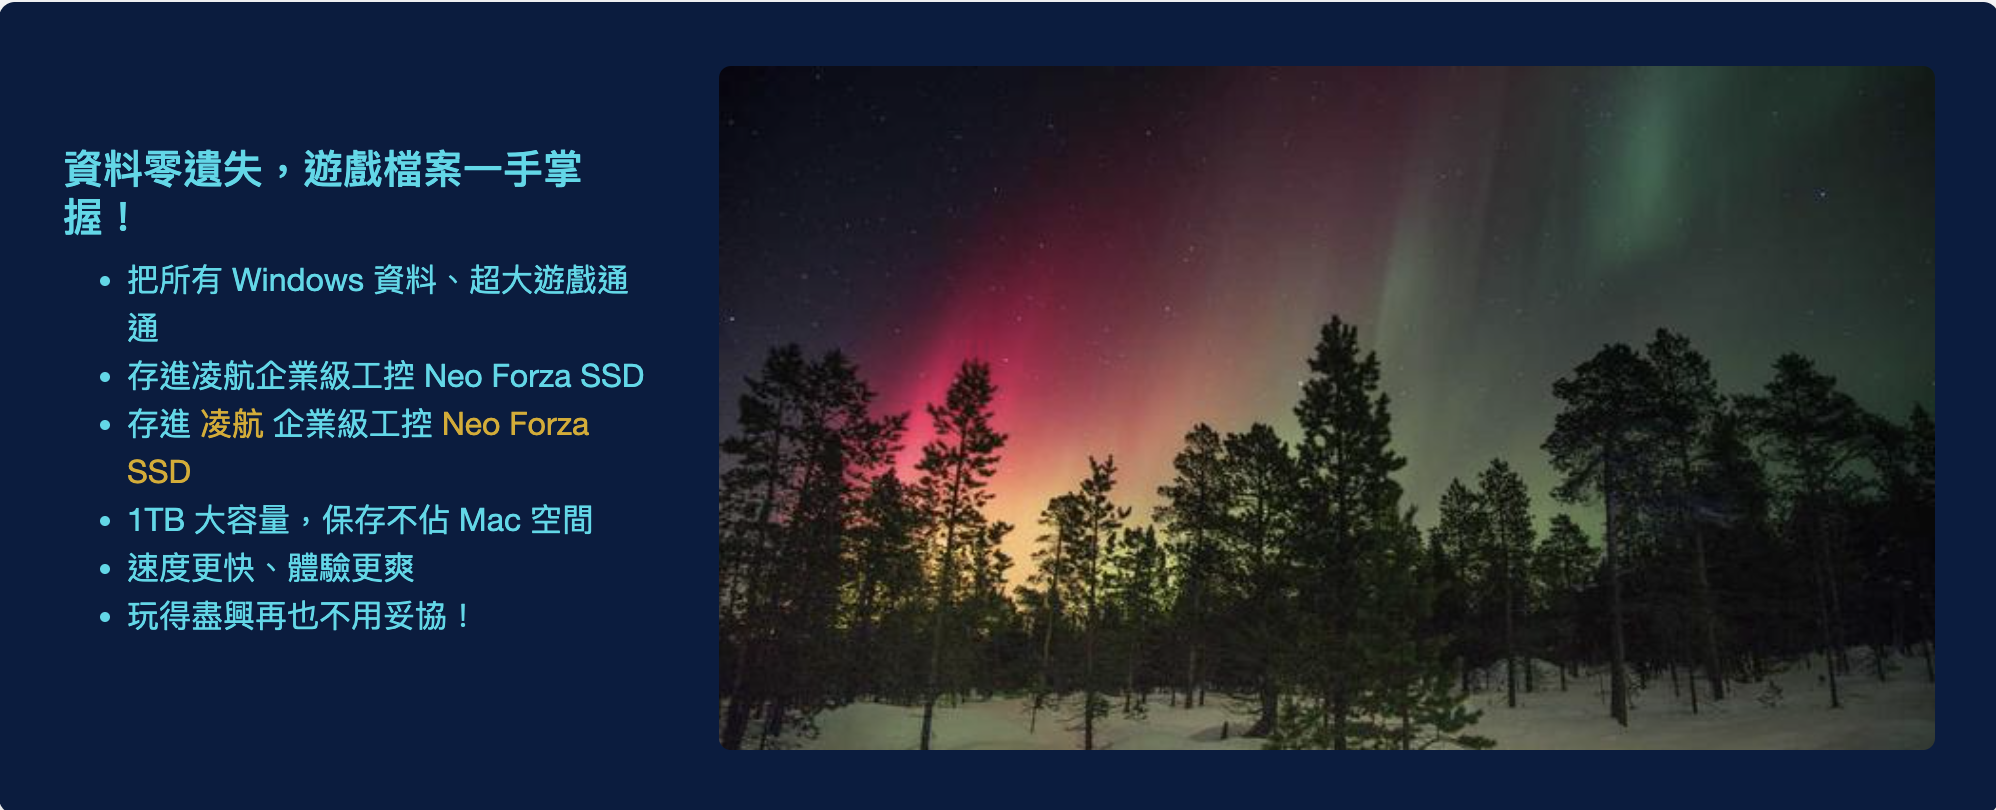 資料零遺失，遊戲檔案一手掌
握！
• 把所有 Windows 資料、超大遊戲通
通
• 存進凌航企業級工控 Neo Forza SSD
• 存進 凌航 企業級工控 Neo Forza
SSD
• 1TB 大容量，保存不佔 Mac 空間
• 速度更快、體驗更爽
• 玩得盡興再也不用妥協！